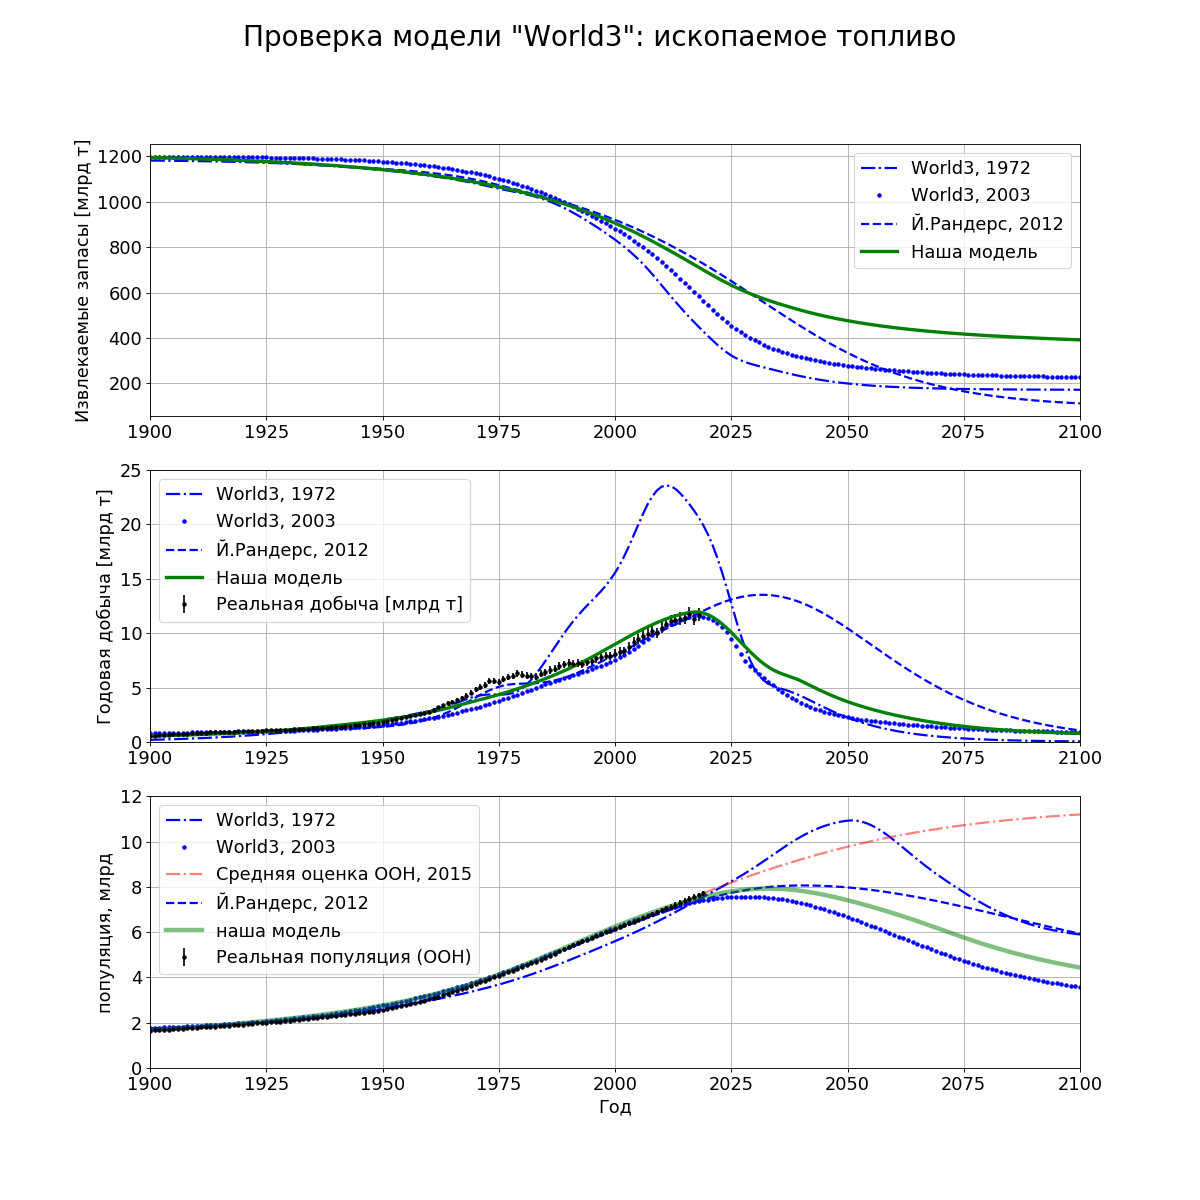 Проверка модели "World3": ископаемое топливо
Извлекаемые запасы [млрд т]
1200
1000
800
600
400
200
World3, 1972
World3, 2003
Й.Рандерс, 2012
Наша модель
1900 1925 1950 1975 2000 2025 2050 2075 2100
Годовая добыча [млрд т]
25
20
15
10
5
0
World3, 1972
World3, 2003
Й.Рандерс, 2012
Наша модель
Реальная добыча [млрд т]
1900 1925 1950 1975 2000 2025 2050 2075 2100
популяция, млрд
12
10
8
6
4
2
0
World3, 1972
World3, 2003
Средняя оценка ООН, 2015
Й.Рандерс, 2012
наша модель
Реальная популяция (ООН)
1900 1925 1950 1975 2000 2025 2050 2075 2100
Год